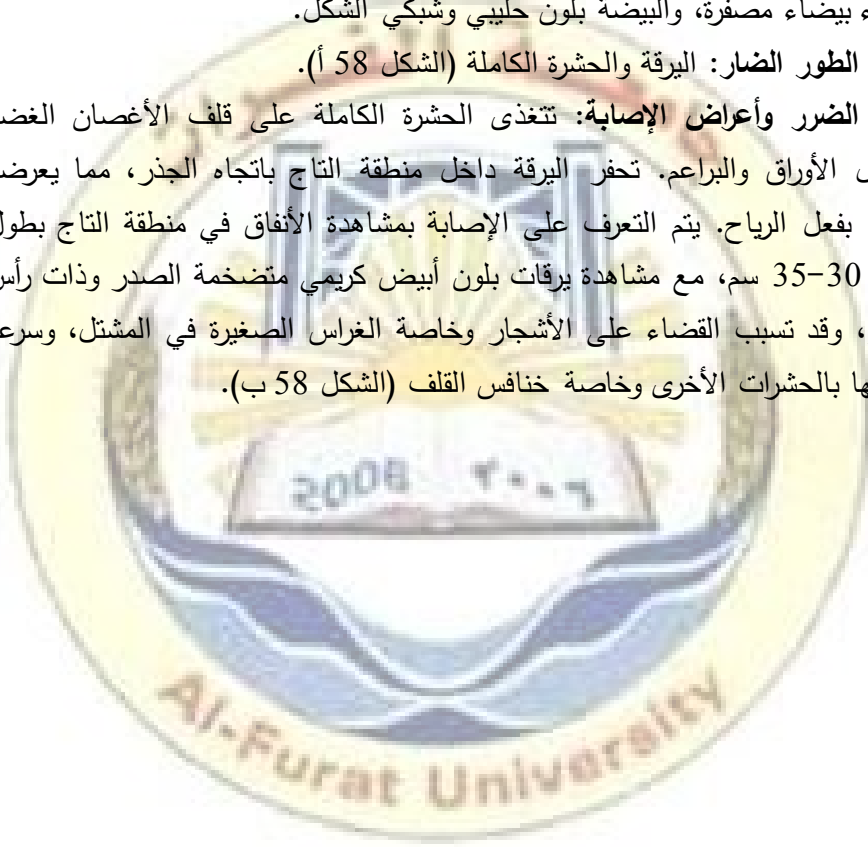 ء بيضاء مصفرة، والبيضة بلون حليبي وشبكي الشكل.
الطور الضار: اليرقة والحشرة الكاملة (الشكل 58 أ).
الضرر وأعراض الإصابة: تتغذى الحشرة الكاملة على قلف الأغصان الغض
الأوراق والبراعم. تحفر اليرقة داخل منطقة التاج باتجاه الجذر، مما يعرض
بفعل الرياح. يتم التعرف على الإصابة بمشاهدة الأنفاق في منطقة التاج بطول
30-35 سم، مع مشاهدة يرقات بلون أبيض كريمي متضخمة الصدر وذات رأس
، وقد تسبب القضاء على الأشجار وخاصة الغراس الصغيرة في المشتل، وسرع
ها بالحشرات الأخرى وخاصة خنافس القلف (الشكل 58 ب).
2006 ٢٠٠٦
Al-Furat University